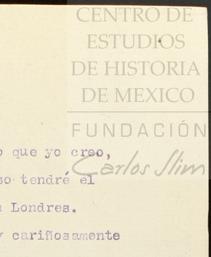 CENTRO DE
ESTUDIOS
DE HISTORIA
DE MEXICO
FUNDACIÓN
Carlos Slim
o que yo creo,
so tendré el
Londres.
cariñosamente